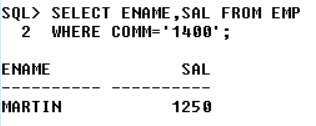 SQL> SELECT ENAME,SAL FROM EMP
  2  WHERE COMM='1400';
ENAME             SAL
---------- ----------
MARTIN           1250